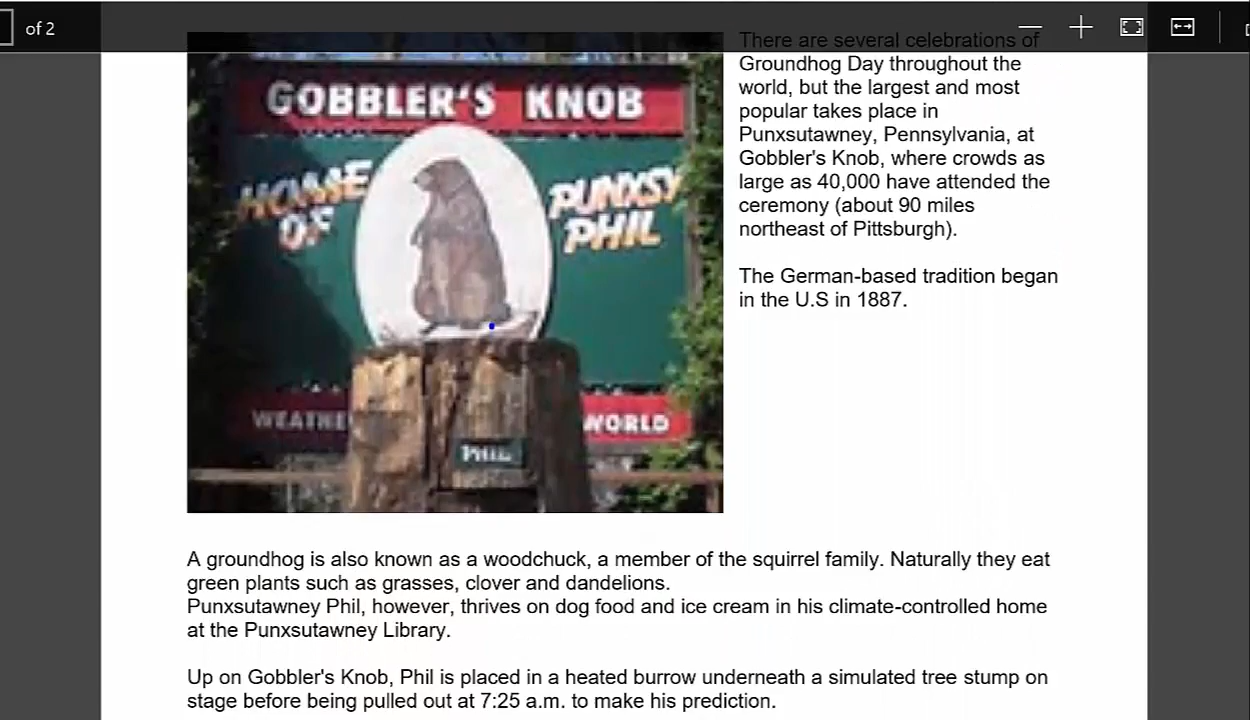 of 2
GOBBLER'S KNOB
HOME OF
PUNXSY PHIL
WEATHE
WORLD
PHIL
There are several celebrations of
Groundhog Day throughout the
world, but the largest and most
popular takes place in
Punxsutawney, Pennsylvania, at
Gobbler's Knob, where crowds as
large as 40,000 have attended the
ceremony (about 90 miles
northeast of Pittsburgh).
The German-based tradition began
in the U.S in 1887.
A groundhog is also known as a woodchuck, a member of the squirrel family. Naturally they eat
green plants such as grasses, clover and dandelions.
Punxsutawney Phil, however, thrives on dog food and ice cream in his climate-controlled home
at the Punxsutawney Library.
Up on Gobbler's Knob, Phil is placed in a heated burrow underneath a simulated tree stump on
stage before being pulled out at 7:25 a.m. to make his prediction.